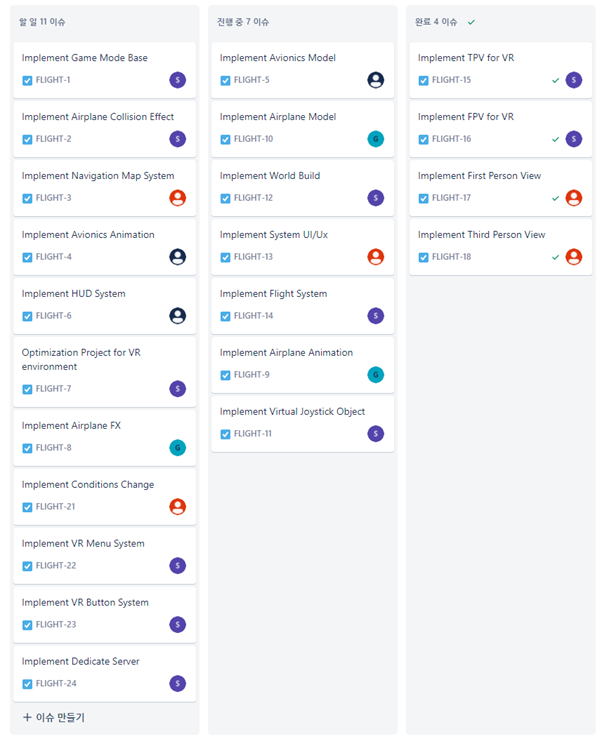 할 일 11 이슈
Implement Game Mode Base
FLIGHT-1
S
Implement Airplane Collision Effect
FLIGHT-2
S
Implement Navigation Map System
FLIGHT-3
Implement Avionics Animation
FLIGHT-4
Implement HUD System
FLIGHT-6
Optimization Project for VR
environment
FLIGHT-7
S
Implement Airplane FX
FLIGHT-8
G
Implement Conditions Change
FLIGHT-21
Implement VR Menu System
FLIGHT-22
S
Implement VR Button System
FLIGHT-23
S
Implement Dedicate Server
FLIGHT-24
S
+ 이슈 만들기
진행 중 7 이슈
Implement Avionics Model
FLIGHT-5
Implement Airplane Model
FLIGHT-10
G
Implement World Build
FLIGHT-12
S
Implement System UI/Ux
FLIGHT-13
Implement Flight System
FLIGHT-14
S
Implement Airplane Animation
FLIGHT-9
G
Implement Virtual Joystick Object
FLIGHT-11
S
완료 4 이슈
Implement TPV for VR
FLIGHT-15
S
Implement FPV for VR
FLIGHT-16
S
Implement First Person View
FLIGHT-17
Implement Third Person View
FLIGHT-18